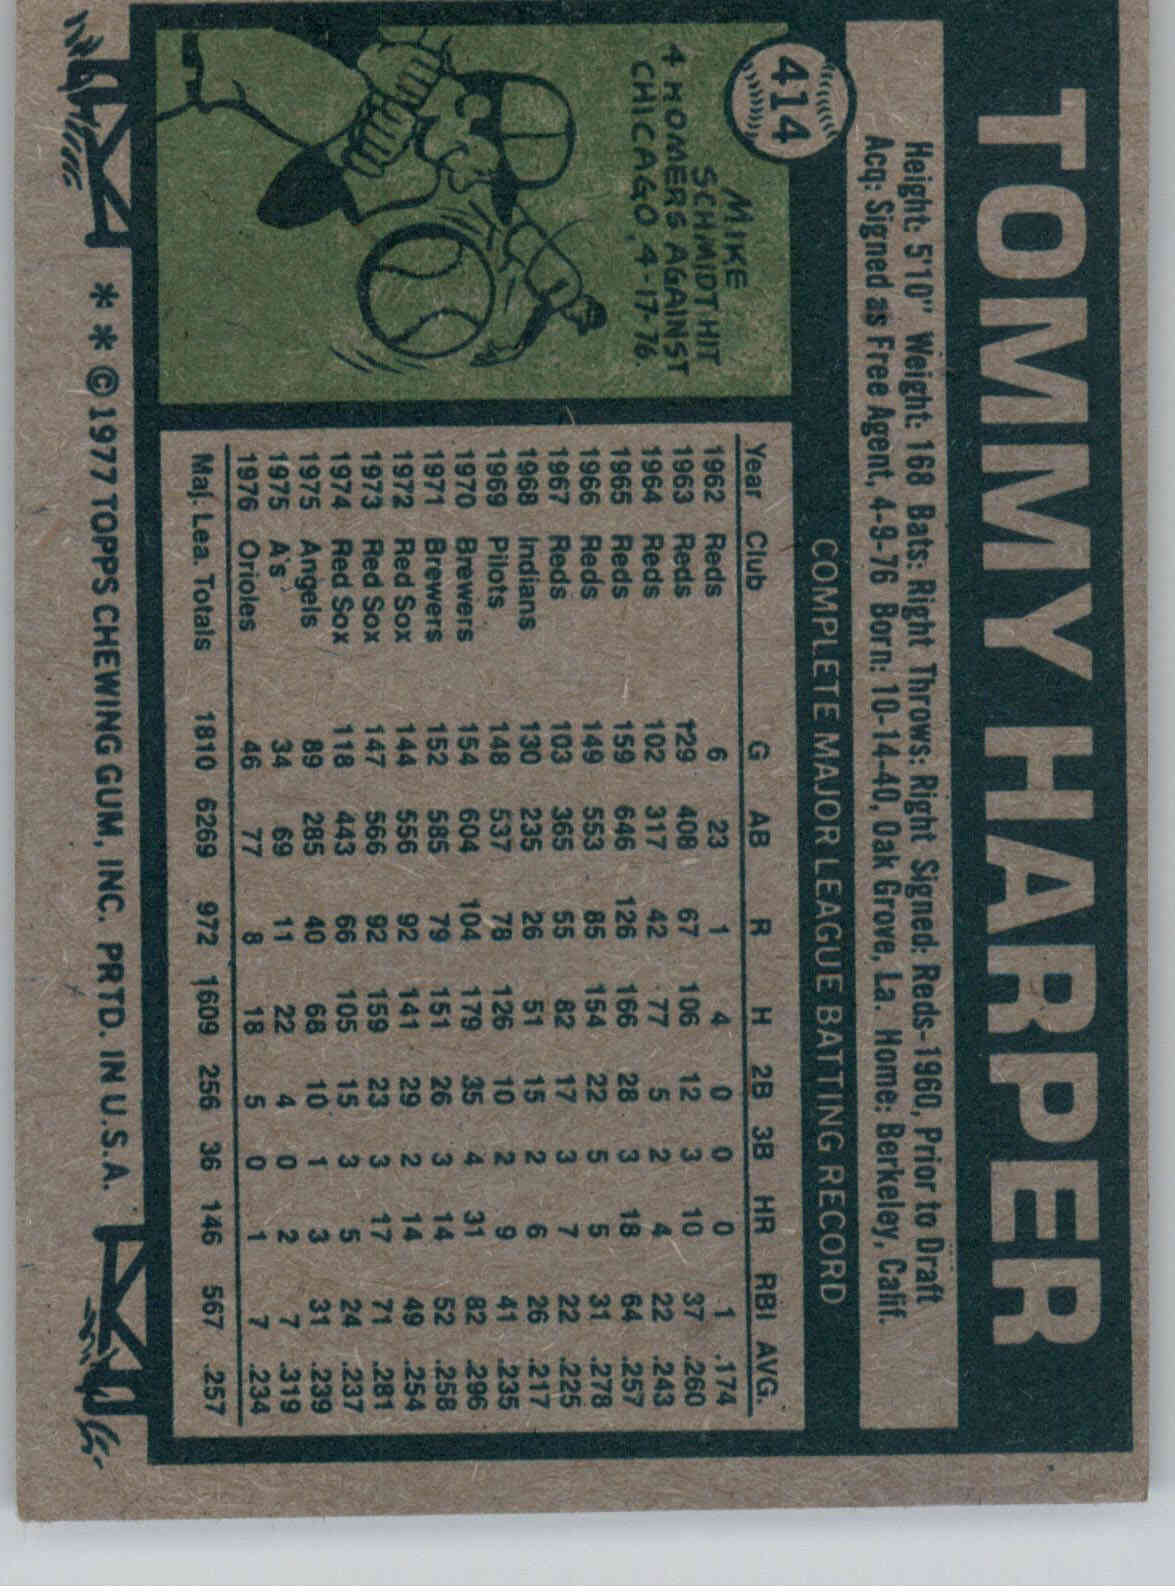 TOMMY HARPER
Height: 5'10" Weight: 168 Bats: Right Throws: Right Signed: Reds-1960, Prior to Draft
Acq: Signed as Free Agent, 4-9-76 Born: 10-14-40, Oak Grove, La. Home: Berkeley, Calif.
414
MIKE
SCHMIDT HIT
4 HOMERS AGAINST
CHICAGO, 4-17-76.
COMPLETE MAJOR LEAGUE BATTING RECORD
Year Club G AB R H 2B 3B HR RBI AVG.
1962 Reds 6 23 1 4 0 0 0 1 .174
1963 Reds 129 408 67 106 12 3 10 37 .260
1964 Reds 102 317 42 77 5 2 4 22 .243
1965 Reds 159 646 126 166 28 3 18 64 .257
1966 Reds 149 553 85 154 22 5 5 31 .278
1967 Reds 103 365 55 82 17 3 7 22 .225
1968 Indians 130 235 26 51 15 2 6 26 .217
1969 Pilots 148 537 78 126 10 2 9 41 .235
1970 Brewers 154 604 104 179 35 4 31 82 .296
1971 Brewers 152 585 79 151 26 3 14 52 .258
1972 Red Sox 144 556 92 141 29 2 14 49 .254
1973 Red Sox 147 566 92 159 23 3 17 71 .281
1974 Red Sox 118 443 66 105 15 3 5 24 .237
1975 Angels 89 285 40 68 10 1 3 31 .239
1975 A's 34 69 11 22 4 0 2 7 .319
1976 Orioles 46 77 8 18 5 0 1 7 .234
Maj. Lea. Totals 1810 6269 972 1609 256 36 146 567 .257
* * © 1977 TOPPS CHEWING GUM, INC. PRTD. IN U.S.A.